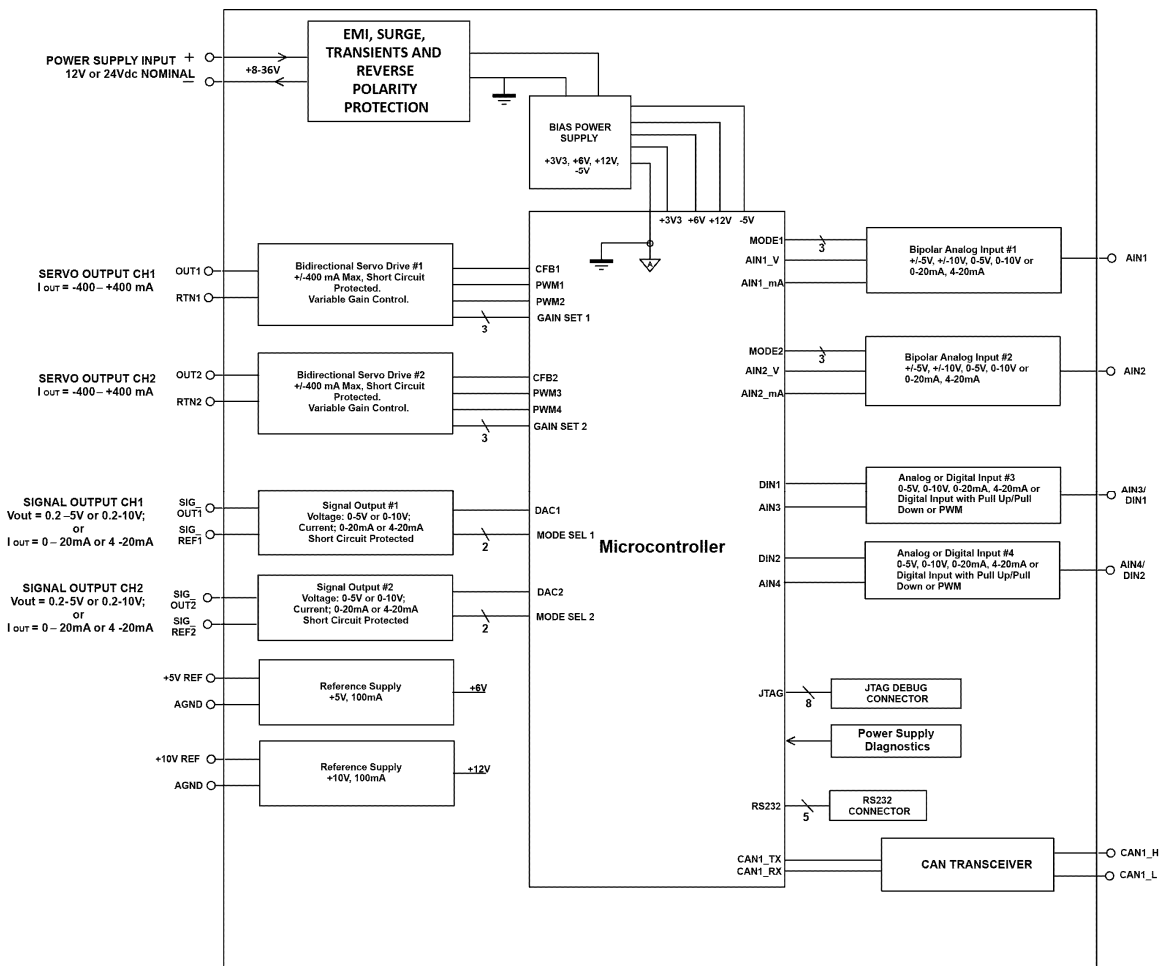 POWER SUPPLY INPUT +
12V or 24Vdc NOMINAL –
+8-36V
EMI, SURGE,
TRANSIENTS AND
REVERSE
POLARITY
PROTECTION
BIAS POWER
SUPPLY
+3V3, +6V, +12V,
-5V
+3V3 +6V +12V -5V
A
SERVO OUTPUT CH1
I OUT = -400 – +400 mA
OUT1
RTN1
Bidirectional Servo Drive #1
+/-400 mA Max, Short Circuit
Protected.
Variable Gain Control.
CFB1
PWM1
PWM2
GAIN SET 1
3
SERVO OUTPUT CH2
I OUT = -400 – +400 mA
OUT2
RTN2
Bidirectional Servo Drive #2
+/-400 mA Max, Short Circuit
Protected.
Variable Gain Control.
CFB2
PWM3
PWM4
GAIN SET 2
3
SIGNAL OUTPUT CH1
Vout = 0.2 –5V or 0.2-10V;
or
I OUT = 0 – 20mA or 4 -20mA
SIG_
OUT1
SIG_
REF1
Signal Output #1
Voltage: 0-5V or 0-10V;
Current; 0-20mA or 4-20mA
Short Circuit Protected
DAC1
MODE SEL 1
2
SIGNAL OUTPUT CH2
Vout = 0.2-5V or 0.2-10V;
or
I OUT = 0 – 20mA or 4 -20mA
SIG_
OUT2
SIG_
REF2
Signal Output #2
Voltage: 0-5V or 0-10V;
Current; 0-20mA or 4-20mA
Short Circuit Protected
DAC2
MODE SEL 2
2
+5V REF
AGND
Reference Supply
+5V, 100mA
+6V
+10V REF
AGND
Reference Supply
+10V, 100mA
+12V
Microcontroller
MODE1
AIN1_V
AIN1_mA
3
Bipolar Analog Input #1
+/-5V, +/-10V, 0-5V, 0-10V or
0-20mA, 4-20mA
AIN1
MODE2
AIN2_V
AIN2_mA
3
Bipolar Analog Input #2
+/-5V, +/-10V, 0-5V, 0-10V or
0-20mA, 4-20mA
AIN2
DIN1
AIN3
Analog or Digital Input #3
0-5V, 0-10V, 0-20mA, 4-20mA or
Digital Input with Pull Up/Pull
Down or PWM
AIN3/
DIN1
DIN2
AIN4
Analog or Digital Input #4
0-5V, 0-10V, 0-20mA, 4-20mA or
Digital Input with Pull Up/Pull
Down or PWM
AIN4/
DIN2
JTAG
8
JTAG DEBUG
CONNECTOR
Power Supply
Diagnostics
RS232
5
RS232
CONNECTOR
CAN1_TX
CAN1_RX
CAN TRANSCEIVER
CAN1_H
CAN1_L